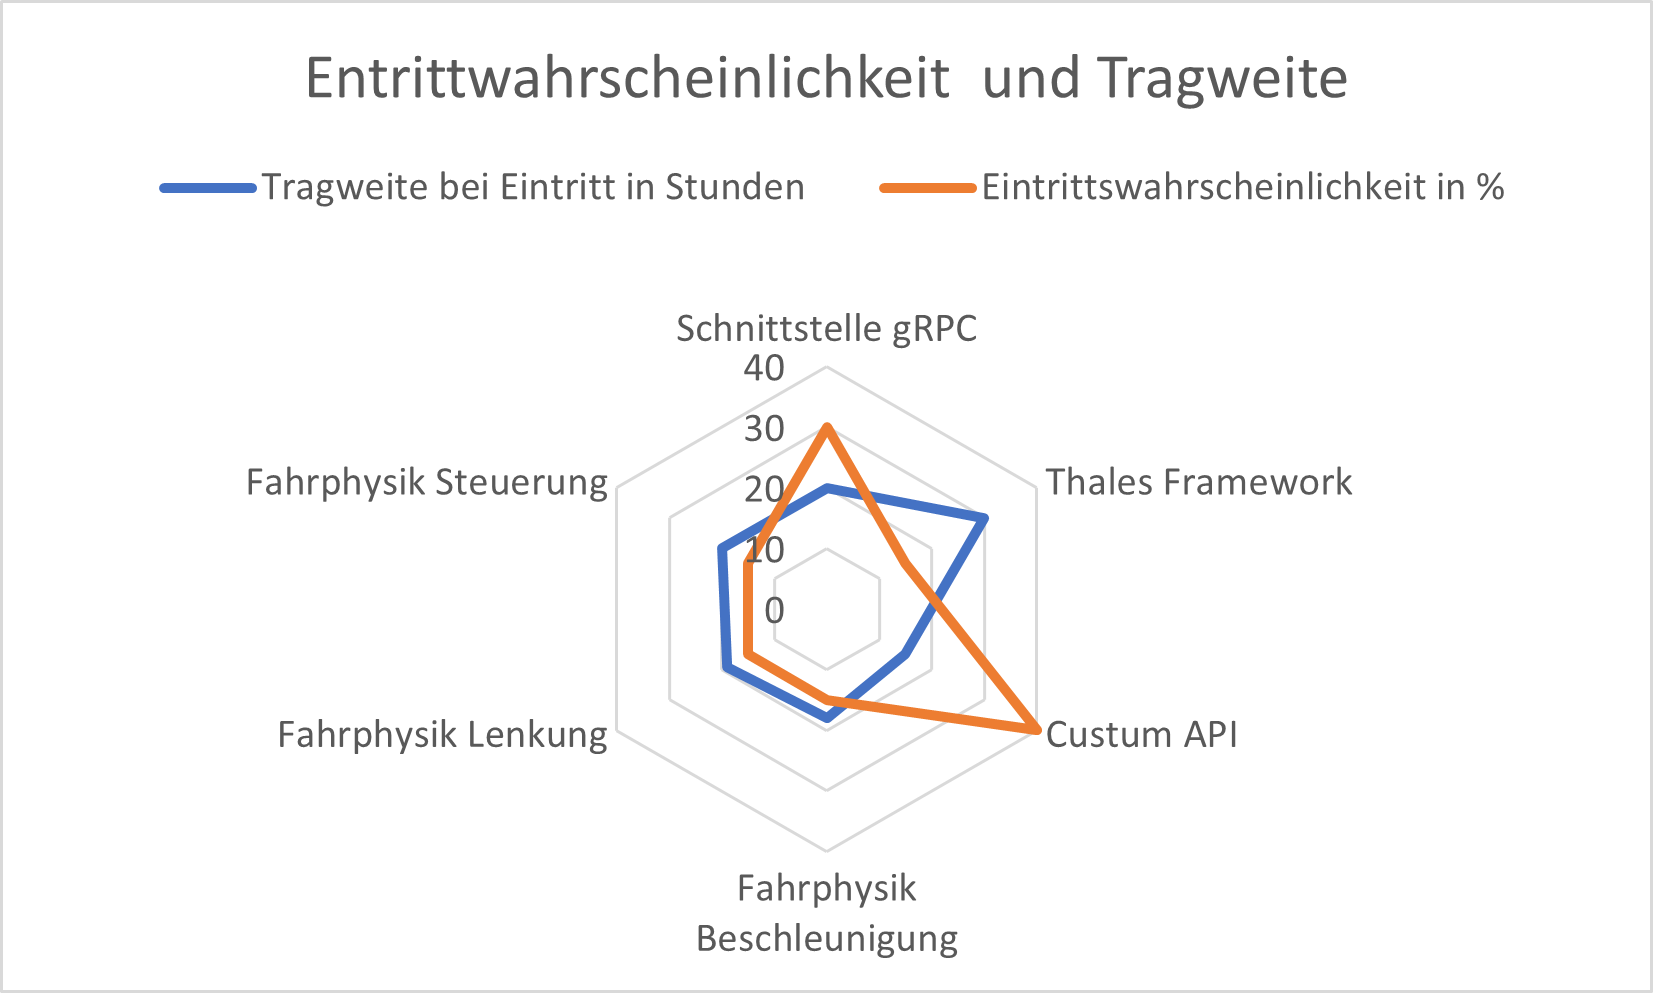 Entrittwahrscheinlichkeit  und Tragweite
Tragweite bei Eintritt in Stunden
Eintrittswahrscheinlichkeit in %
Schnittstelle gRPC
40
30
20
10
0
Thales Framework
Custum API
Fahrphysik
Beschleunigung
Fahrphysik Lenkung
Fahrphysik Steuerung